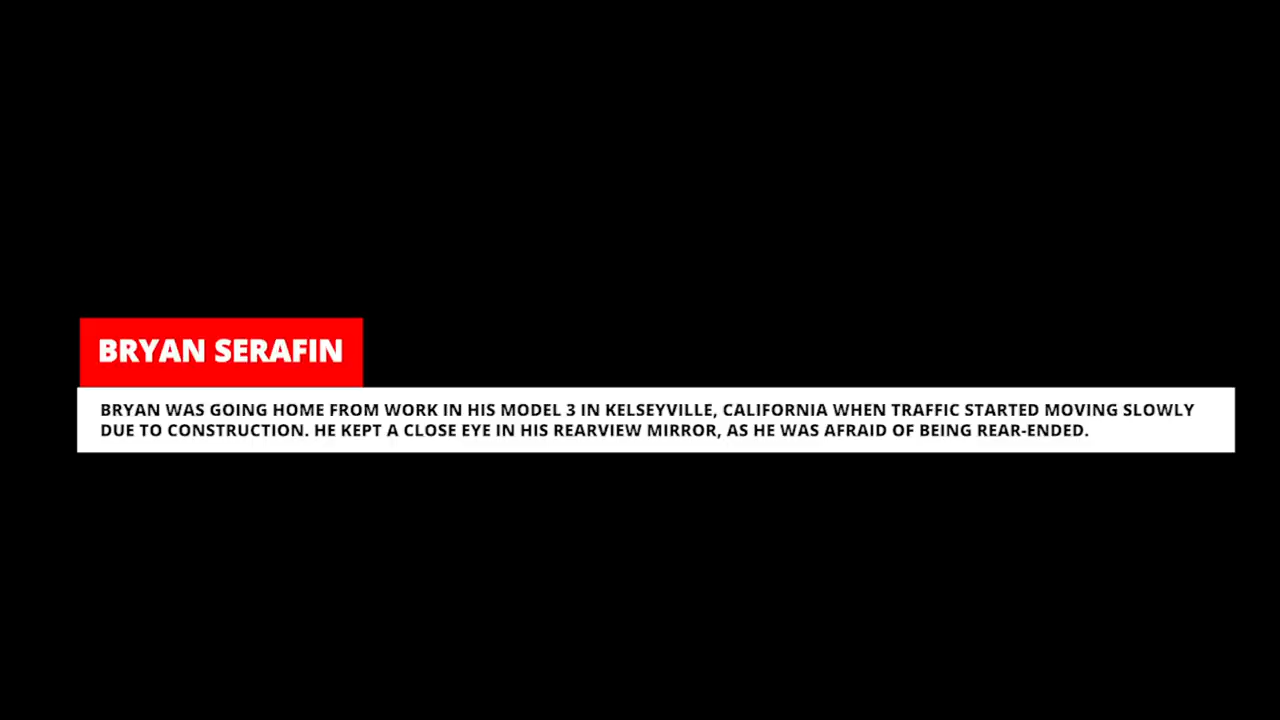 BRYAN SERAFIN
BRYAN WAS GOING HOME FROM WORK IN HIS MODEL 3 IN KELSEYVILLE, CALIFORNIA WHEN TRAFFIC STARTED MOVING SLOWLY
DUE TO CONSTRUCTION. HE KEPT A CLOSE EYE IN HIS REARVIEW MIRROR, AS HE WAS AFRAID OF BEING REAR-ENDED.